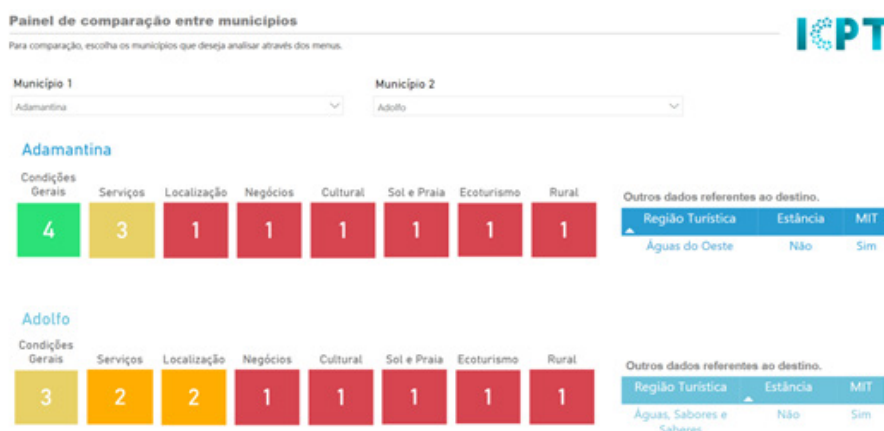 Painel de comparação entre municípios
ICPT
Para comparação, escolha os municípios que deseja analisar através dos menus.
Município 1 Município 2
Adamantina Adolfo
Adamantina
Condições
Gerais Serviços Localização Negócios Cultural Sol e Praia Ecoturismo Rural
4 3 1 1 1 1 1 1
Outros dados referentes ao destino.
Região Turística Estância MIT
Águas do Oeste Não Sim
Adolfo
Condições
Gerais Serviços Localização Negócios Cultural Sol e Praia Ecoturismo Rural
3 2 2 1 1 1 1 1
Outros dados referentes ao destino.
Região Turística Estância MIT
Águas, Sabores e Não Sim
Saberes